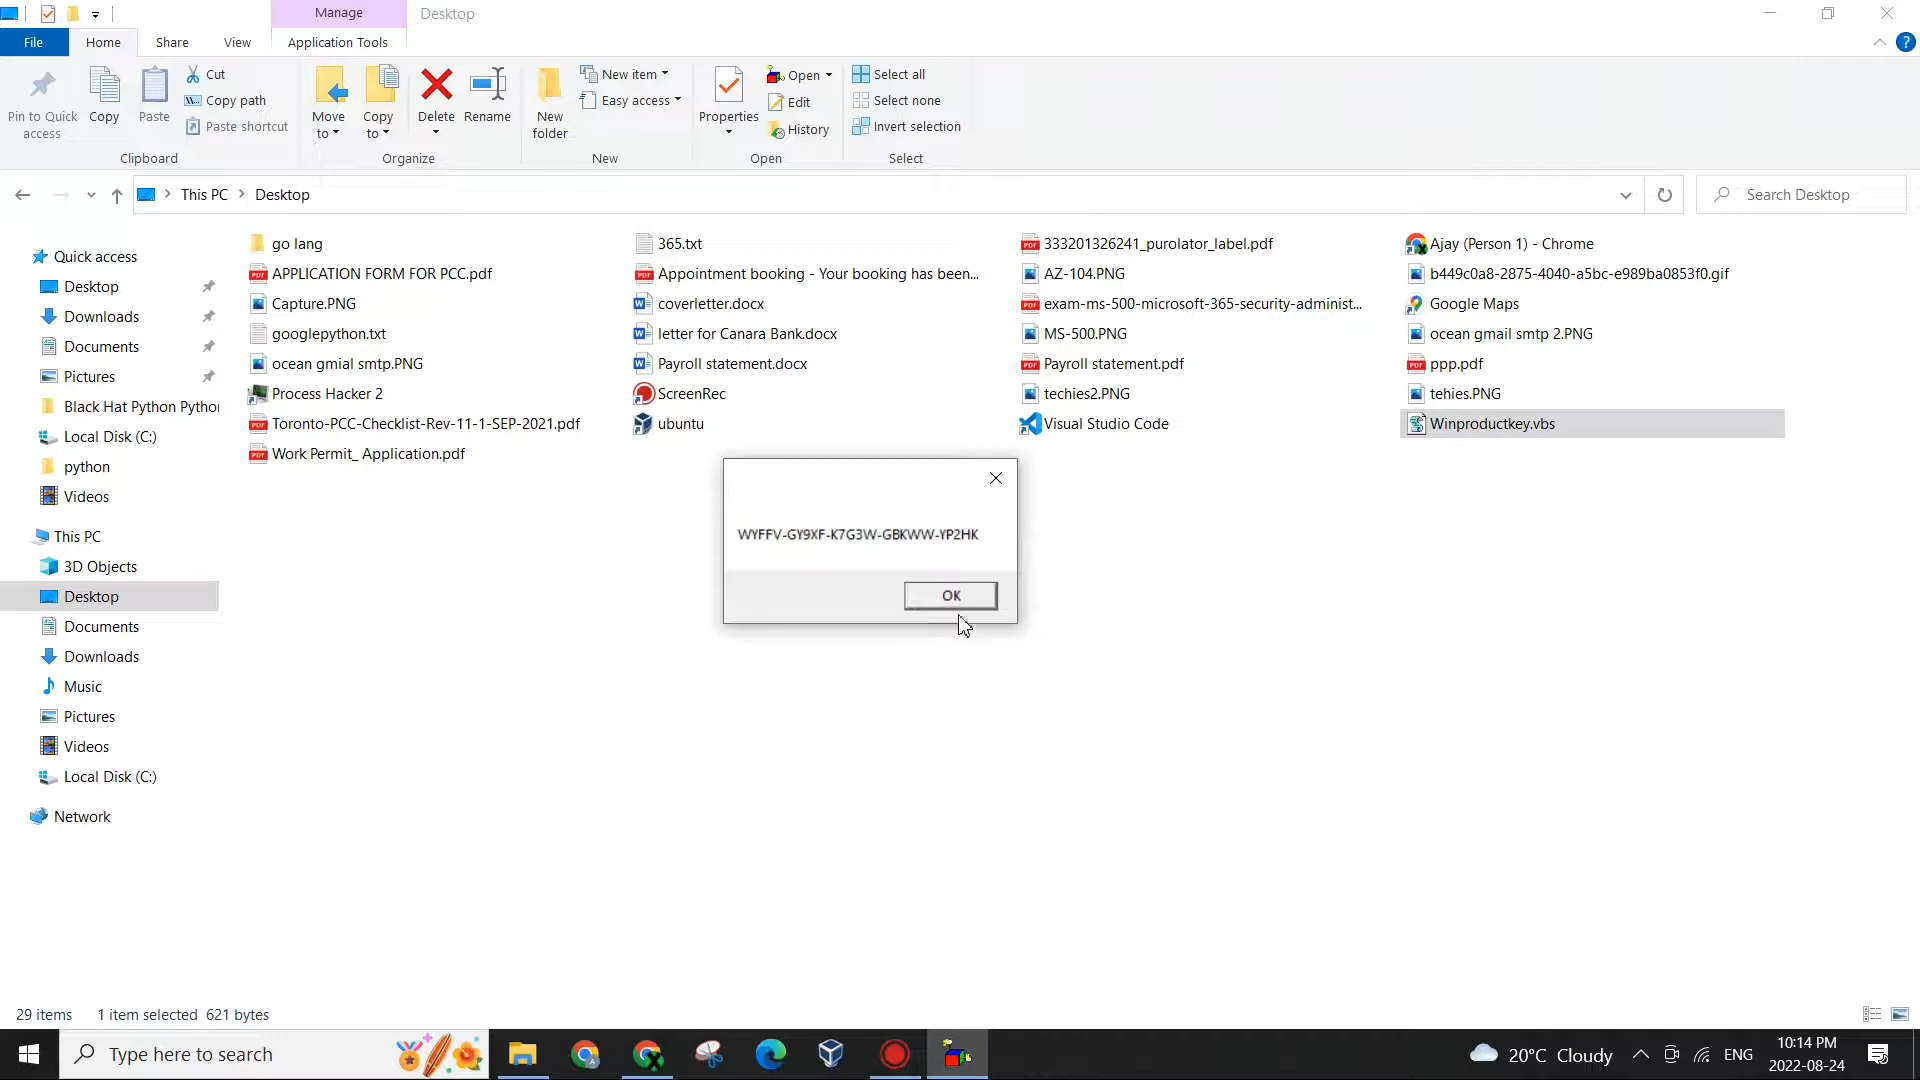 Manage
Desktop
File
Home
Share
View
Application Tools
?
Pin to Quick
access
Copy
Paste
Cut
Copy path
Paste shortcut
Clipboard
Move
to
Copy
to
Delete
Rename
Organize
New
folder
New item
Easy access
New
Properties
Open
Edit
History
Open
Select all
Select none
Invert selection
Select
This PC
Desktop
Search Desktop
Quick access
Desktop
Downloads
Documents
Pictures
Black Hat Python Pythor
Local Disk (C:)
python
Videos
This PC
3D Objects
Desktop
Documents
Downloads
Music
Pictures
Videos
Local Disk (C:)
Network
go lang
365.txt
333201326241_purolator_label.pdf
Ajay (Person 1) - Chrome
APPLICATION FORM FOR PCC.pdf
Appointment booking - Your booking has been...
AZ-104.PNG
b449c0a8-2875-4040-a5bc-e989ba0853f0.gif
Capture.PNG
coverletter.docx
exam-ms-500-microsoft-365-security-administ...
Google Maps
googlepython.txt
letter for Canara Bank.docx
MS-500.PNG
ocean gmail smtp 2.PNG
ocean gmial smtp.PNG
Payroll statement.docx
Payroll statement.pdf
ppp.pdf
Process Hacker 2
ScreenRec
techies2.PNG
tehies.PNG
Toronto-PCC-Checklist-Rev-11-1-SEP-2021.pdf
ubuntu
Visual Studio Code
Winproductkey.vbs
Work Permit_ Application.pdf
WYFFV-GY9XF-K7G3W-GBKWW-YP2HK
OK
29 items
1 item selected 621 bytes
Type here to search
20°C Cloudy
ENG
10:14 PM
2022-08-24